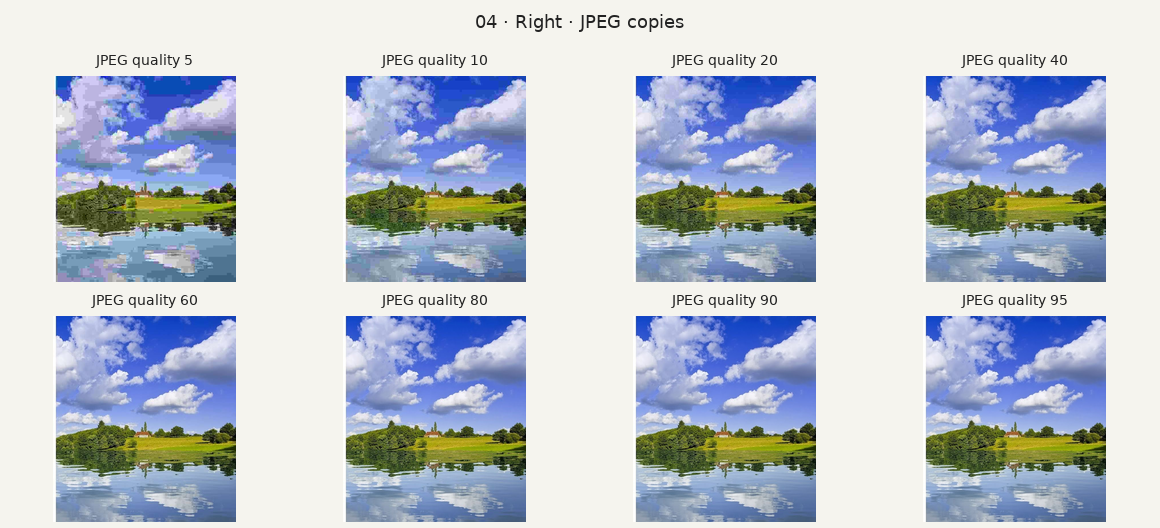 04 · Right · JPEG copies
JPEG quality 5
JPEG quality 10
JPEG quality 20
JPEG quality 40
JPEG quality 60
JPEG quality 80
JPEG quality 90
JPEG quality 95